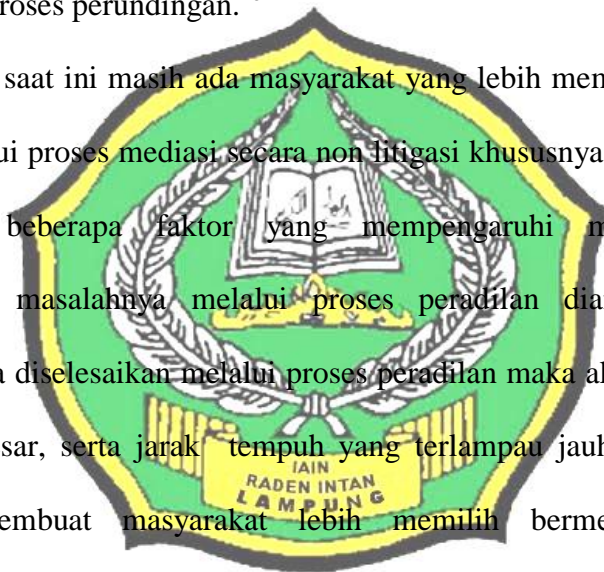 roses perundingan.
saat ini masih ada masyarakat yang lebih mem
ui proses mediasi secara non litigasi khususnya
beberapa faktor yang mempengaruhi m
masalahnya melalui proses peradilan dia
a diselesaikan melalui proses peradilan maka a
sar, serta jarak tempuh yang terlampau jauh
IAIN
RADEN INTAN
LAMPUNG
embuat masyarakat lebih memilih berme